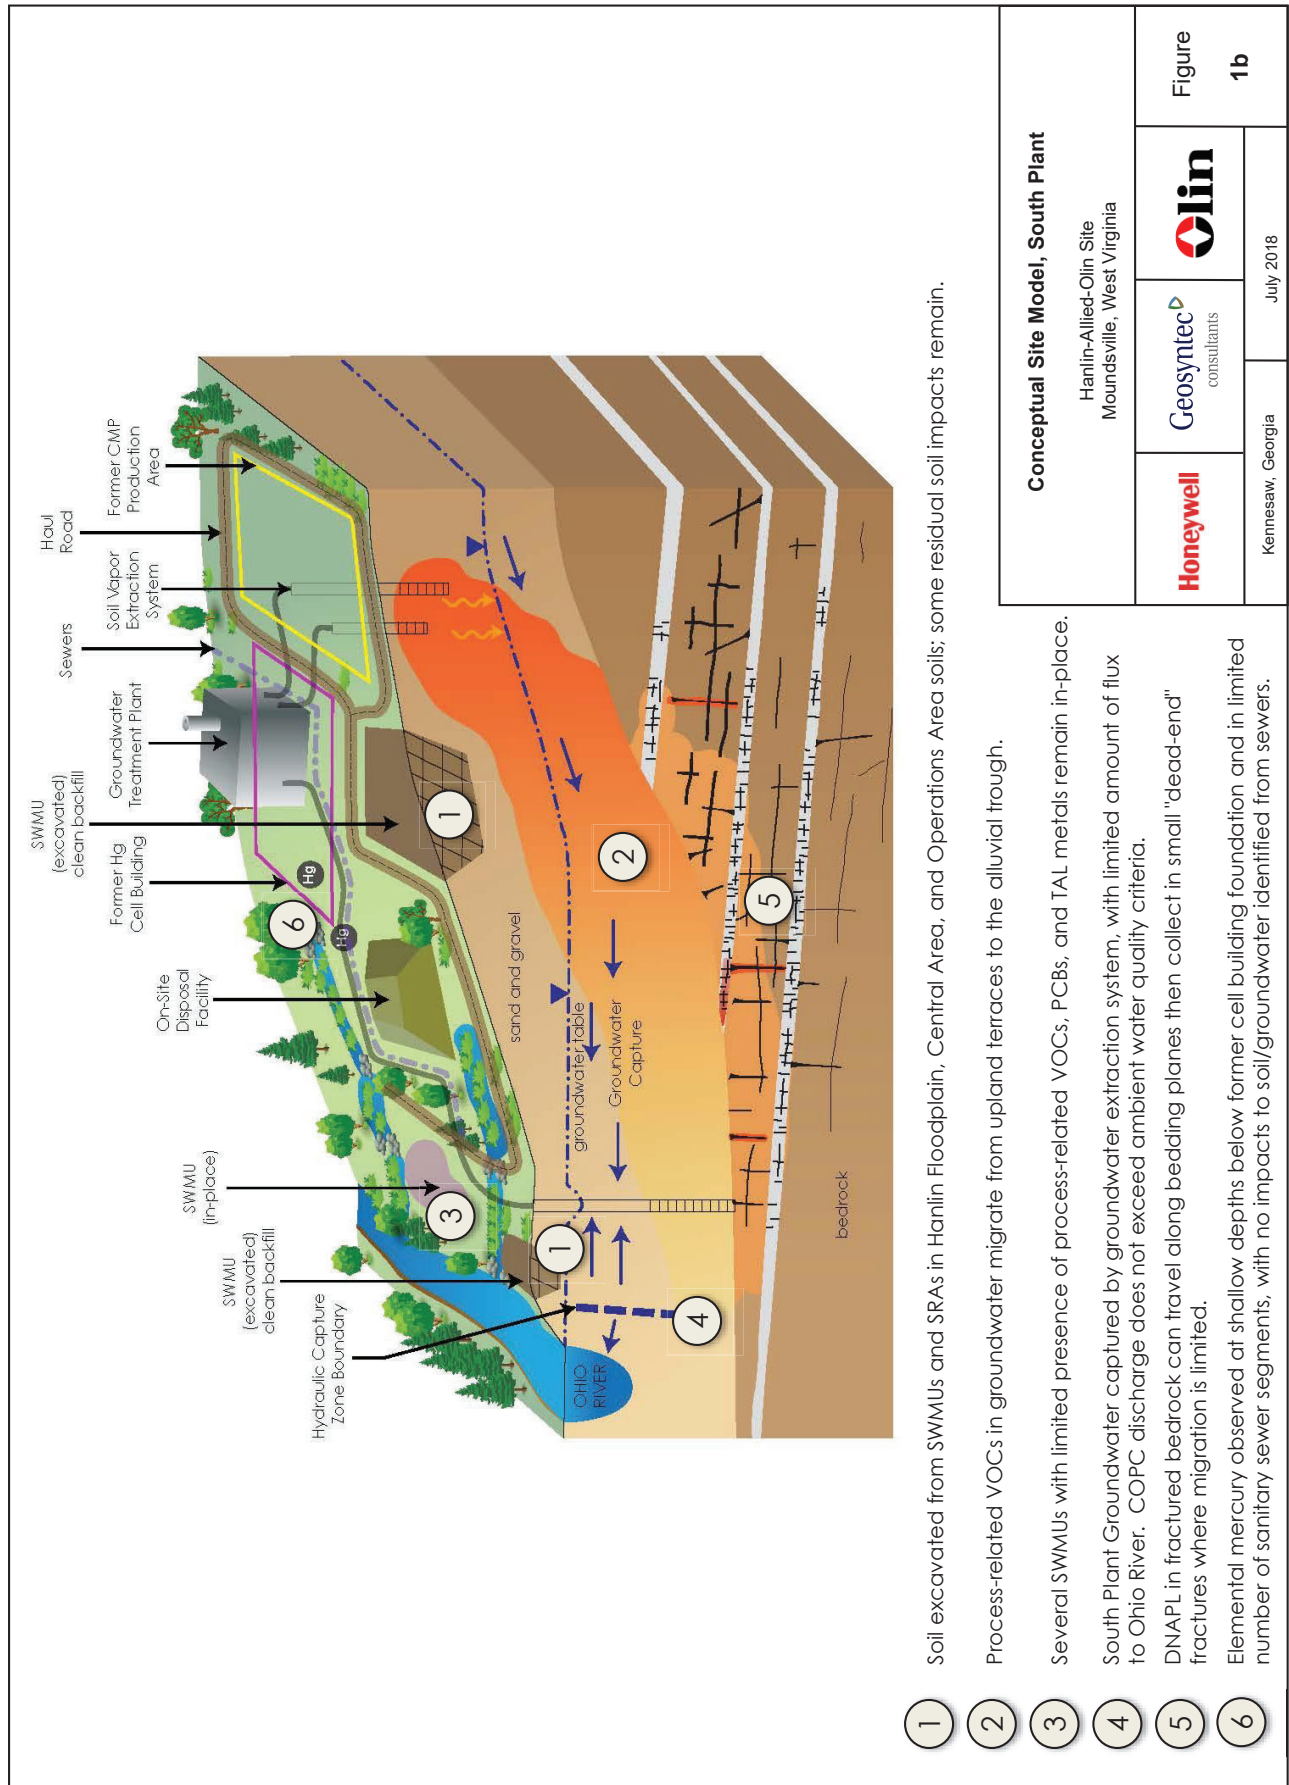 Haul
Road
Sewers
SWMU
(excavated)
clean backfill
Former CMP
Production
Area
Soil Vapor
Extraction
System
Groundwater
Treatment Plant
Former Hg
Cell Building
On-Site
Disposal
Facility
SWMU
(in-place)
SWMU
(excavated)
clean backfill
Hydraulic Capture
Zone Boundary
Hg
Hg
6
3
1
1
2
4
5
sand and gravel
groundwater table
Groundwater
Capture
OHIO
RIVER
bedrock
1 Soil excavated from SWMUs and SRAs in Hanlin Floodplain, Central Area, and Operations Area soils; some residual soil impacts remain.
2 Process-related VOCs in groundwater migrate from upland terraces to the alluvial trough.
3 Several SWMUs with limited presence of process-related VOCs, PCBs, and TAL metals remain in-place.
4 South Plant Groundwater captured by groundwater extraction system, with limited amount of flux
to Ohio River. COPC discharge does not exceed ambient water quality criteria.
5 DNAPL in fractured bedrock can travel along bedding planes then collect in small "dead-end"
fractures where migration is limited.
6 Elemental mercury observed at shallow depths below former cell building foundation and in limited
number of sanitary sewer segments, with no impacts to soil/groundwater identified from sewers.
Conceptual Site Model, South Plant
Hanlin-Allied-Olin Site
Moundsville, West Virginia
Honeywell
Geosyntec
consultants
Olin
Figure
1b
Kennesaw, Georgia
July 2018